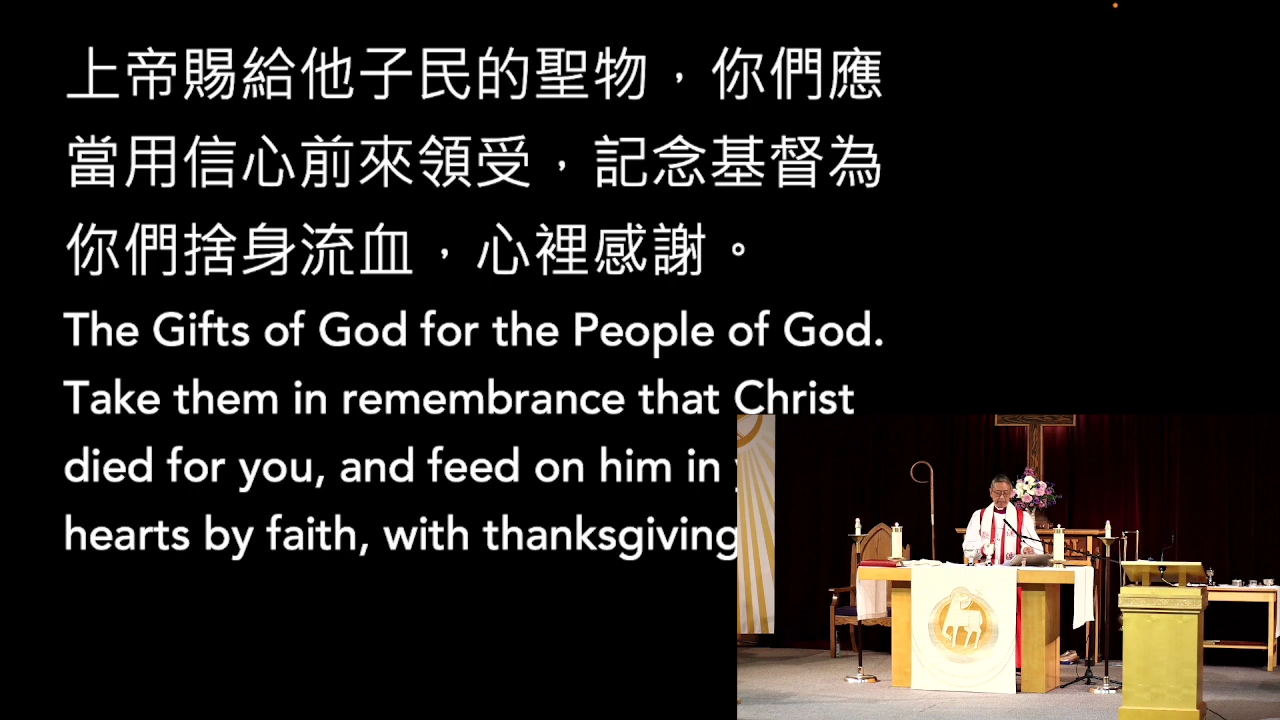 上帝賜給他子民的聖物，你們應
當用信心前來領受，記念基督為
你們捨身流血，心裡感謝。
The Gifts of God for the People of God.
Take them in remembrance that Christ
died for you, and feed on him in
hearts by faith, with thanksgiving